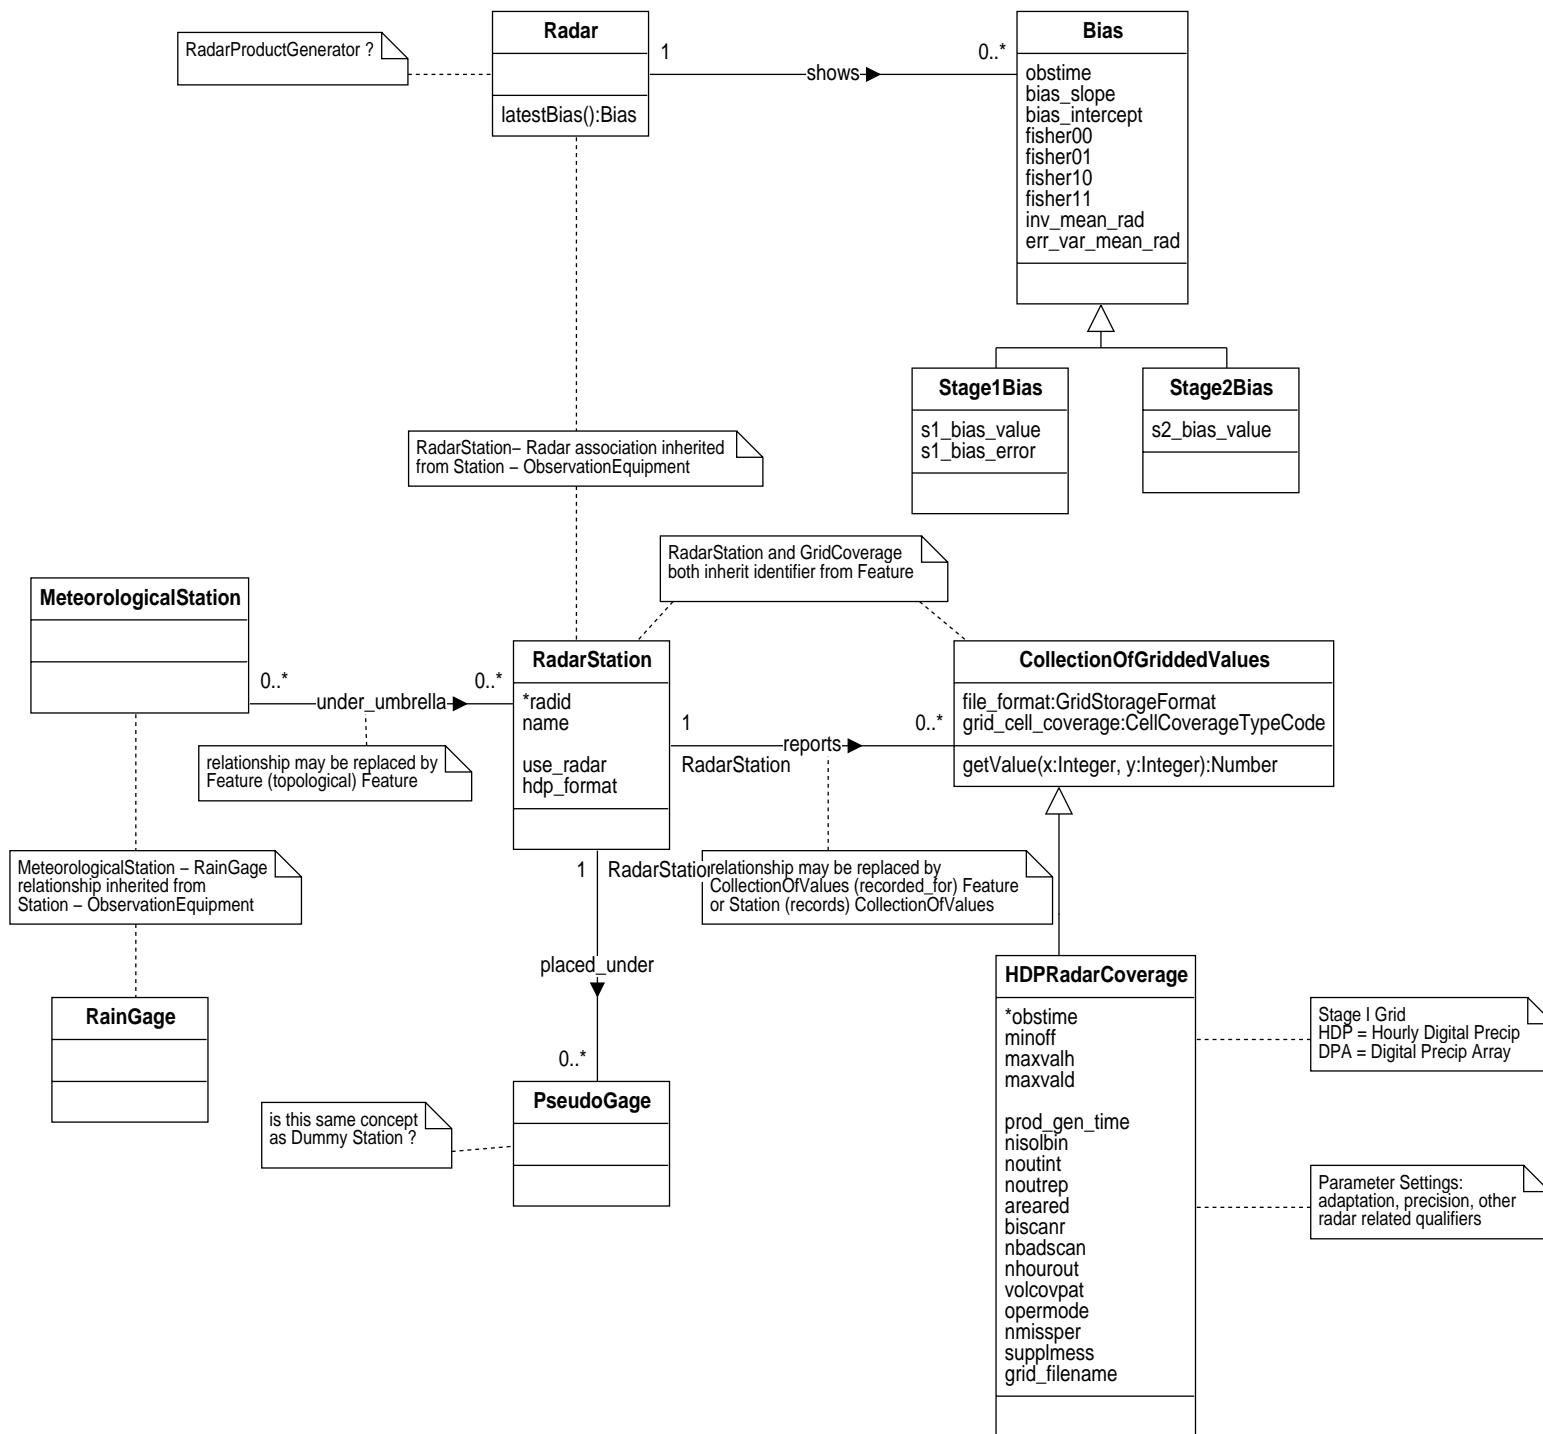 RadarProductGenerator ?
Radar
latestBias():Bias
1
shows
0..*
Bias
obstime
bias_slope
bias_intercept
fisher00
fisher01
fisher10
fisher11
inv_mean_rad
err_var_mean_rad
Stage1Bias
s1_bias_value
s1_bias_error
Stage2Bias
s2_bias_value
RadarStation– Radar association inherited
from Station – ObservationEquipment
RadarStation and GridCoverage
both inherit identifier from Feature
MeteorologicalStation
0..*
under_umbrella
0..*
relationship may be replaced by
Feature (topological) Feature
RadarStation
*radid
name
use_radar
hdp_format
1
reports
0..*
RadarStation
CollectionOfGriddedValues
file_format:GridStorageFormat
grid_cell_coverage:CellCoverageTypeCode
getValue(x:Integer, y:Integer):Number
MeteorologicalStation – RainGage
relationship inherited from
Station – ObservationEquipment
1
RadarStation
relationship may be replaced by
CollectionOfValues (recorded_for) Feature
or Station (records) CollectionOfValues
placed_under
0..*
RainGage
is this same concept
as Dummy Station ?
PseudoGage
HDPRadarCoverage
*obstime
minoff
maxvalh
maxvald
prod_gen_time
nisolbin
noutint
noutrep
areared
biscanr
nbadscan
nhourout
volcovpat
opermode
nmissper
supplmess
grid_filename
Stage I Grid
HDP = Hourly Digital Precip
DPA = Digital Precip Array
Parameter Settings:
adaptation, precision, other
radar related qualifiers